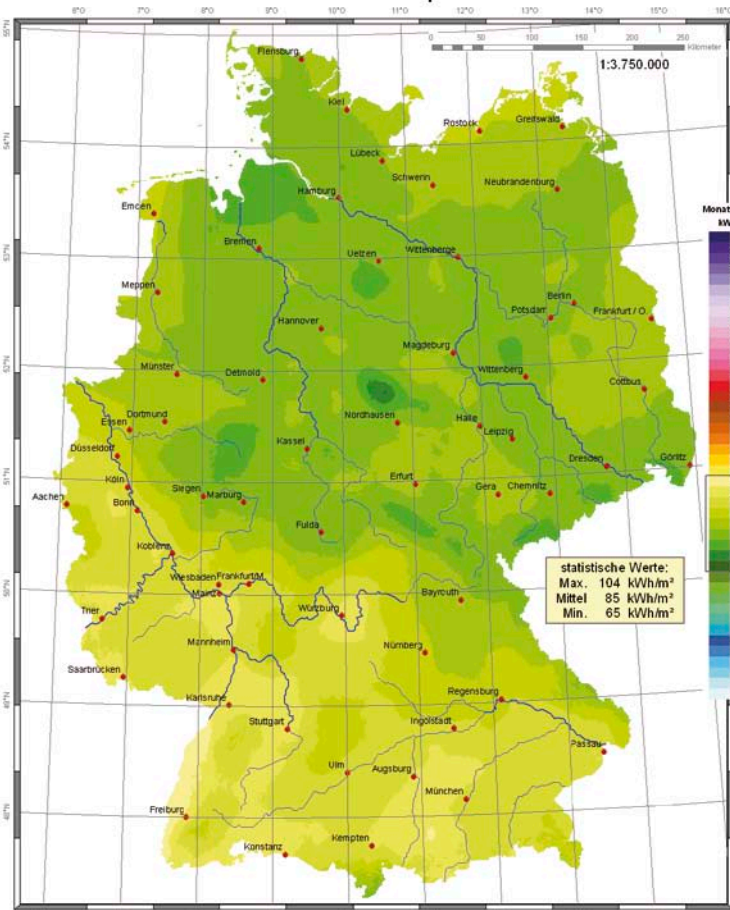 6°O 7°O 8°O 9°O 10°O 11°O 12°O 13°O 14°O 15°O 16°O
0 50 100 150 200 250 Kilometer
1:3.750.000
55°N
Flensburg
Kiel
Rostock
Greifswald
54°N
Lübeck
Schwerin
Neubrandenburg
Hamburg
Emden
Monat
kW
53°N
Bremen
Uelzen
Wittenberge
Meppen
Berlin
Hannover
Potsdam
Frankfurt / O.
Magdeburg
52°N
Münster
Detmold
Wittenberg
Cottbus
Dortmund
Nordhausen
Halle
Essen
Leipzig
Düsseldorf
Kassel
Dresden
Görlitz
51°N
Köln
Siegen
Marburg
Erfurt
Gera
Chemnitz
Aachen
Bonn
Fulda
Koblenz
statistische Werte:
Max. 104 kWh/m²
Mittel 85 kWh/m²
Min. 65 kWh/m²
50°N
Wiesbaden
Frankfurt/M.
Mainz
Bayrouth
Trier
Würzburg
Mannheim
Nürnberg
Saarbrücken
49°N
Karlsruhe
Regensburg
Stuttgart
Ingolstadt
Passau
Ulm
Augsburg
München
48°N
Freiburg
Kempten
Konstanz